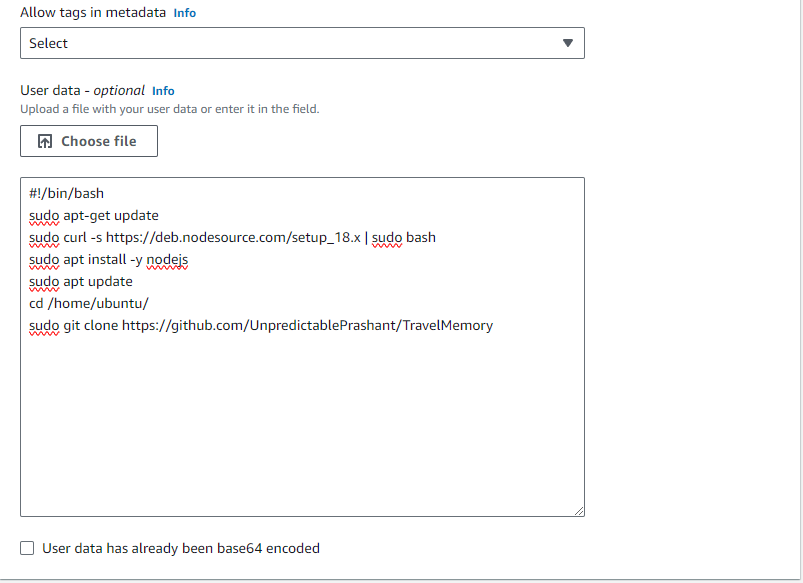 Allow tags in metadata Info
Select
User data - optional Info
Upload a file with your user data or enter it in the field.
Choose file
#!/bin/bash
sudo apt-get update
sudo curl -s https://deb.nodesource.com/setup_18.x | sudo bash
sudo apt install -y nodejs
sudo apt update
cd /home/ubuntu/
sudo git clone https://github.com/UnpredictablePrashant/TravelMemory
User data has already been base64 encoded